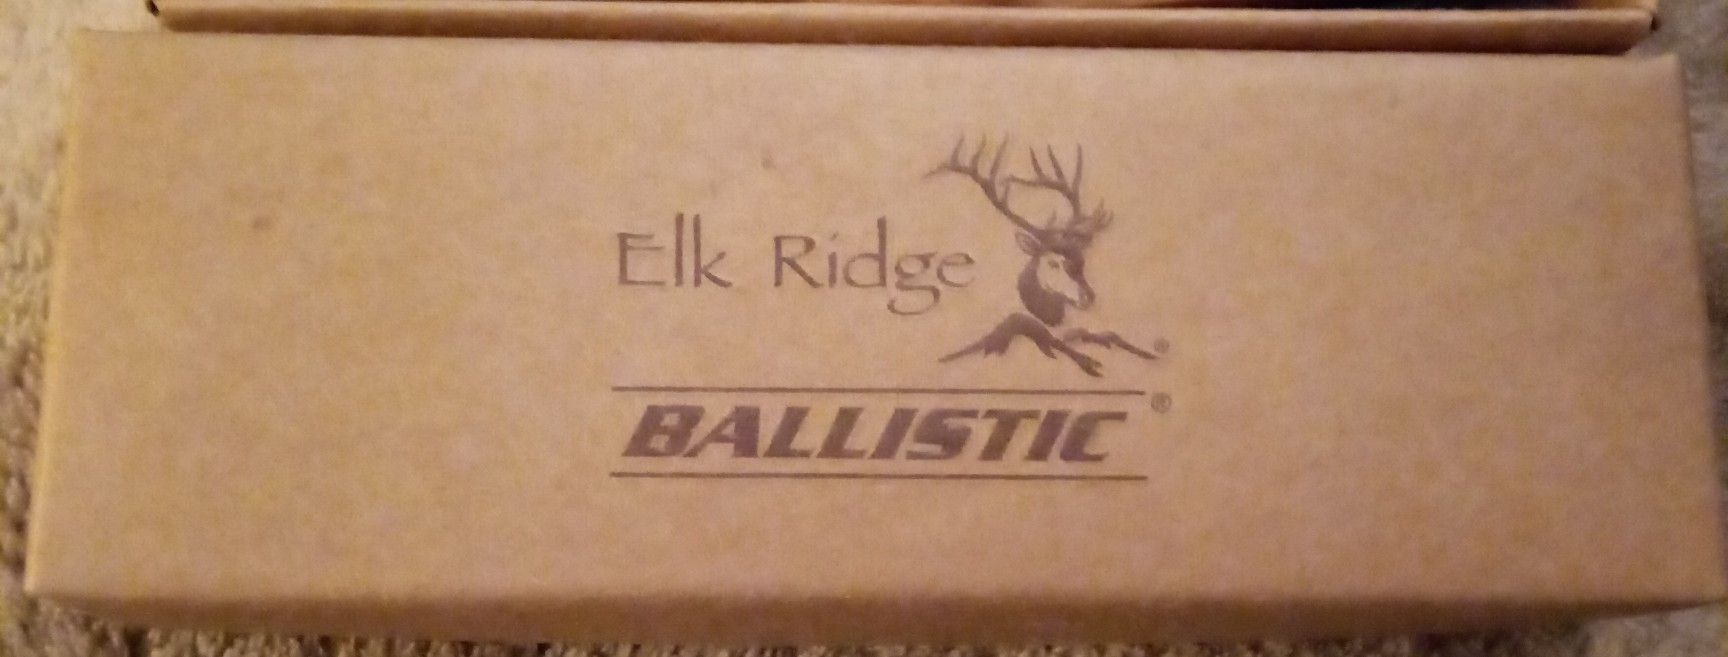 Elk Ridge ®
BALLISTIC ®